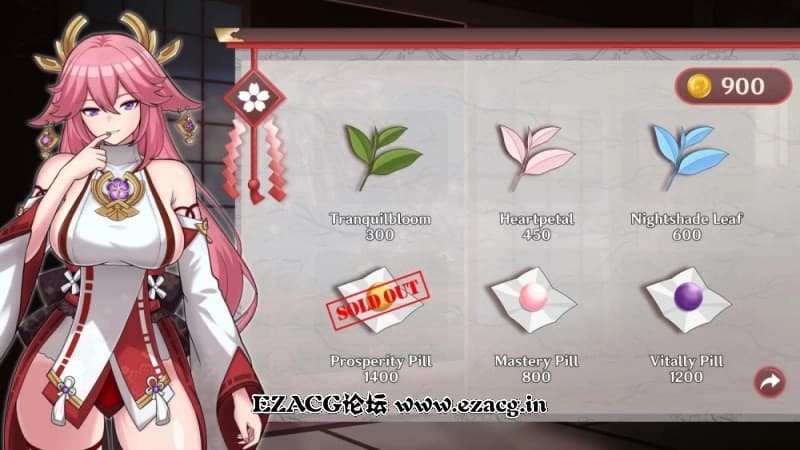 900
Tranquilbloom
300
Heartpetal
450
Nightshade Leaf
600
SOLD OUT
Prosperity Pill
1400
Mastery Pill
800
Vitally Pill
1200
EZACG论坛 www.ezacg.in